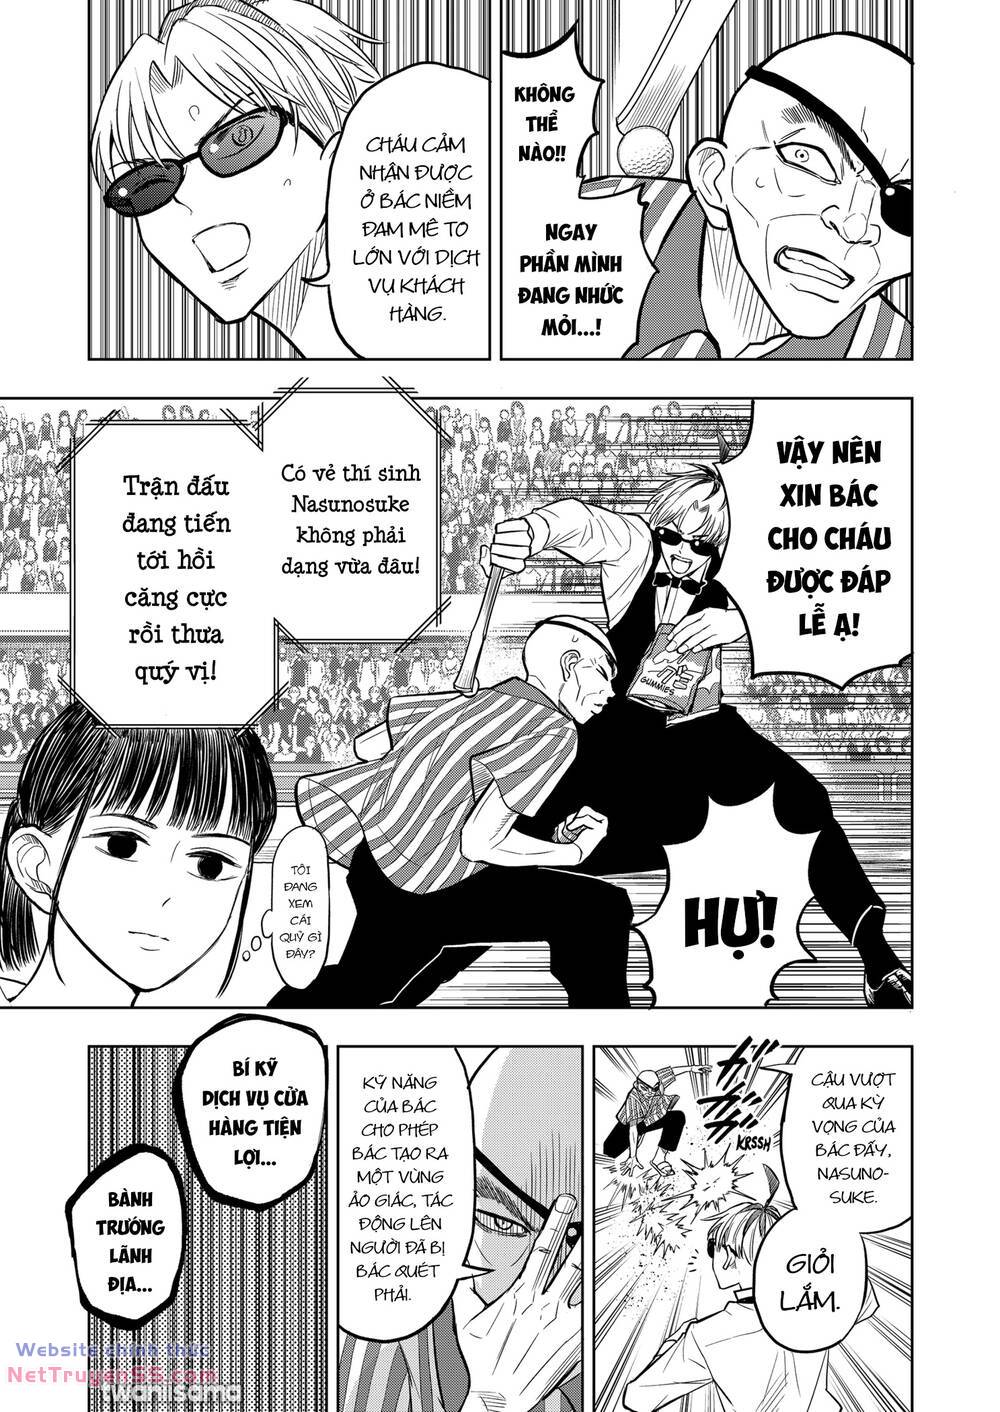 KHÔNG
THỂ
NÀO!!
NGAY
PHẦN MÌNH
ĐANG NHỨC
MỎI...!
CHÁU CẢM
NHẬN ĐƯỢC
Ở BÁC NIỀM
ĐAM MÊ TO
LỚN VỚI DỊCH
VỤ KHÁCH
HÀNG.
VẬY NÊN
XIN BÁC
CHO CHÁU
ĐƯỢC ĐÁP
LỄ Ạ!
GUMMIES
HỰ!
Có vẻ thí sinh
Nasunosuke
không phải
dạng vừa đâu!
Trận đấu
đang tiến
tới hồi
căng cực
rồi thưa
quý vị!
TÔI
ĐANG
XEM
CÁI
QUỶ GÌ
ĐÂY?
CẬU VƯỢT
QUA KỲ
VỌNG CỦA
BÁC ĐẤY,
NASUNO-
SUKE.
GIỎI
LẮM.
KRSSH
KỸ NĂNG
CỦA BÁC
CHO PHÉP
BÁC TẠO RA
MỘT VÙNG
ẢO GIÁC, TÁC
ĐỘNG LÊN
NGƯỜI ĐÃ BỊ
BÁC QUÉT
PHẢI.
BÍ KỸ
DỊCH VỤ CỬA
HÀNG TIỆN
LỢI...
BÀNH
TRƯỚNG
LÃNH
ĐỊA...
Website chính thức
NetTruyenSS.com
twanisama